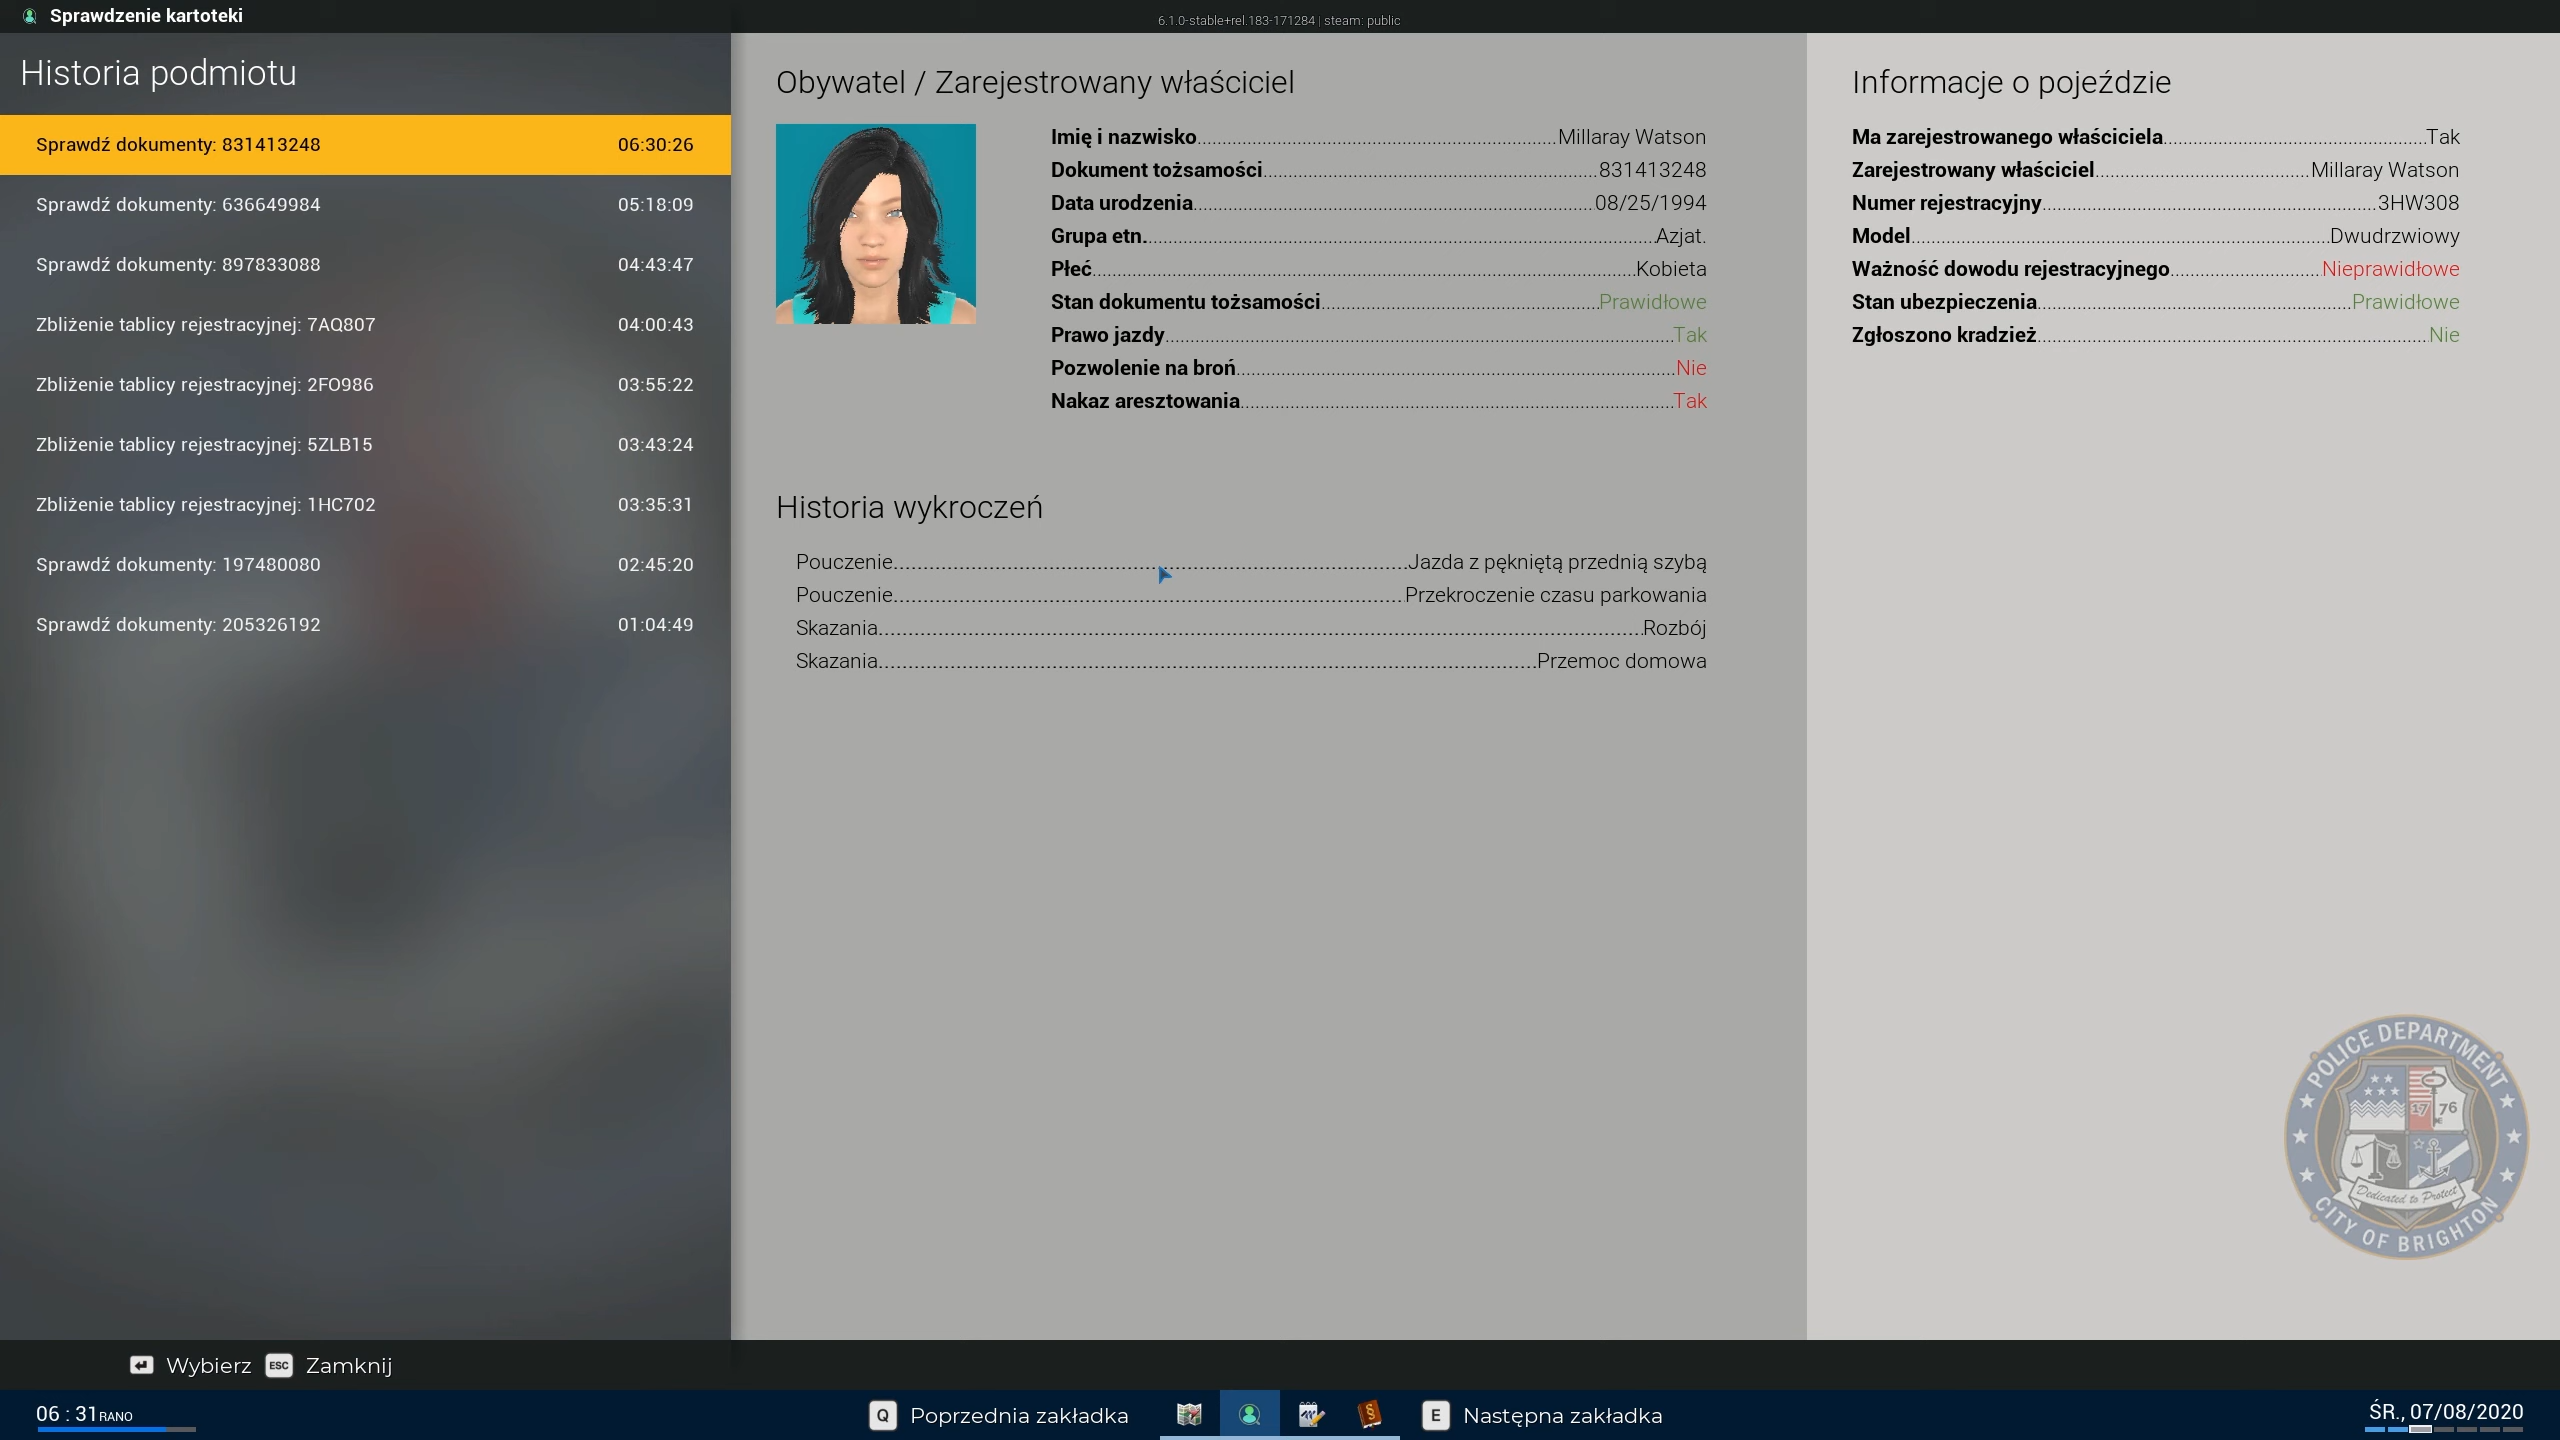 Sprawdzenie kartoteki
6.1.0-stable+rel.183-171284 | steam: public
Historia podmiotu
Sprawdź dokumenty: 831413248 06:30:26
Sprawdź dokumenty: 636649984 05:18:09
Sprawdź dokumenty: 897833088 04:43:47
Zbliżenie tablicy rejestracyjnej: 7AQ807 04:00:43
Zbliżenie tablicy rejestracyjnej: 2FO986 03:55:22
Zbliżenie tablicy rejestracyjnej: 5ZLB15 03:43:24
Zbliżenie tablicy rejestracyjnej: 1HC702 03:35:31
Sprawdź dokumenty: 197480080 02:45:20
Sprawdź dokumenty: 205326192 01:04:49
Obywatel / Zarejestrowany właściciel
Imię i nazwisko Millaray Watson
Dokument tożsamości 831413248
Data urodzenia 08/25/1994
Grupa etn. Azjat.
Płeć Kobieta
Stan dokumentu tożsamości Prawidłowe
Prawo jazdy Tak
Pozwolenie na broń Nie
Nakaz aresztowania Tak
Historia wykroczeń
Pouczenie Jazda z pękniętą przednią szybą
Pouczenie Przekroczenie czasu parkowania
Skazania Rozbój
Skazania Przemoc domowa
Informacje o pojeździe
Ma zarejestrowanego właściciela Tak
Zarejestrowany właściciel Millaray Watson
Numer rejestracyjny 3HW308
Model Dwudrzwiowy
Ważność dowodu rejestracyjnego Nieprawidłowe
Stan ubezpieczenia Prawidłowe
Zgłoszono kradzież Nie
POLICE DEPARTMENT
17 76
Dedicated to Protect
CITY OF BRIGHTON
Wybierz ESC Zamknij
06 : 31 RANO
Q Poprzednia zakładka
E Następna zakładka
ŚR., 07/08/2020